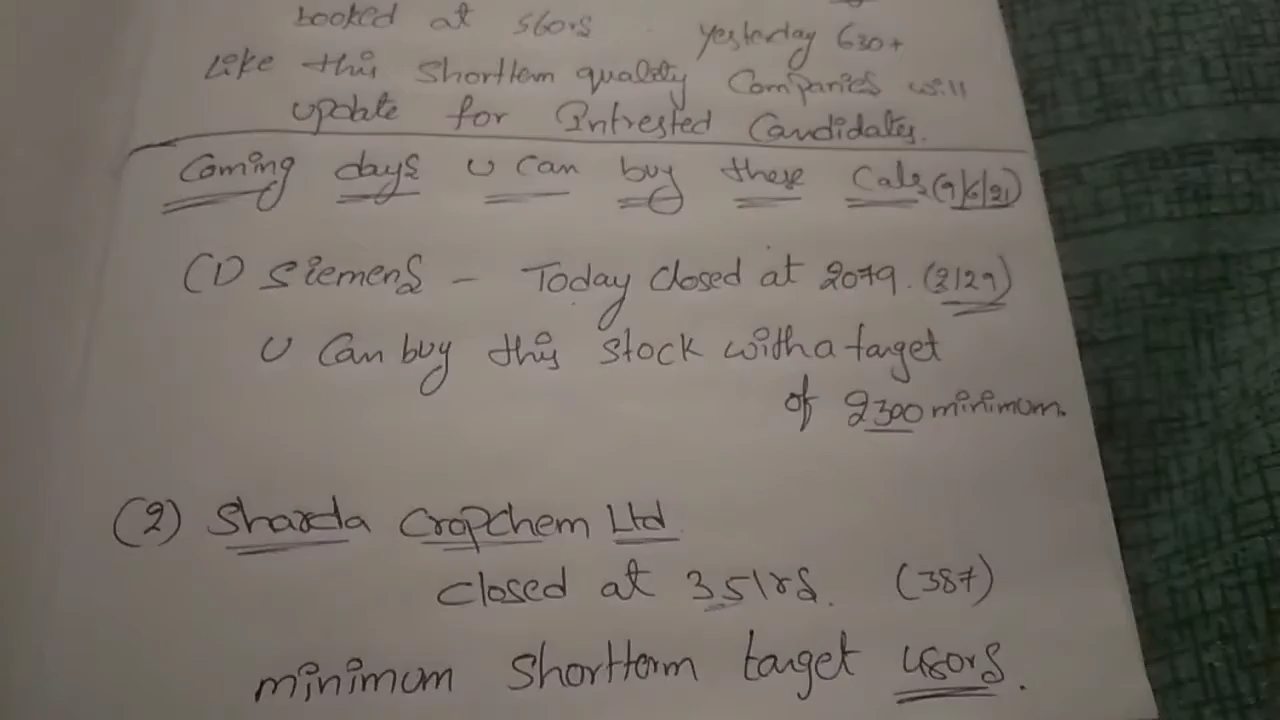 booked at 560rs yesterday 630+
Like this Shortterm quality Companies will
update for Intrested Candidates.
Coming days U Can buy these Cals (9/6/21)
(1) Siemens - Today closed at 2079. (2129)
U Can buy this stock with a target
of 2300 minimum.
(2) Sharda Cropchem Ltd
closed at 351rs. (387)
minimum Shortterm target 480rs.